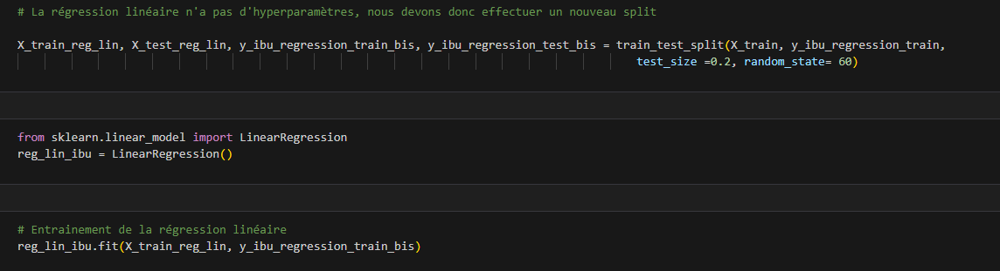 # La régression linéaire n'a pas d'hyperparamètres, nous devons donc effectuer un nouveau split
X_train_reg_lin, X_test_reg_lin, y_ibu_regression_train_bis, y_ibu_regression_test_bis = train_test_split(X_train, y_ibu_regression_train,
test_size =0.2, random_state= 60)
from sklearn.linear_model import LinearRegression
reg_lin_ibu = LinearRegression()
# Entrainement de la régression linéaire
reg_lin_ibu.fit(X_train_reg_lin, y_ibu_regression_train_bis)